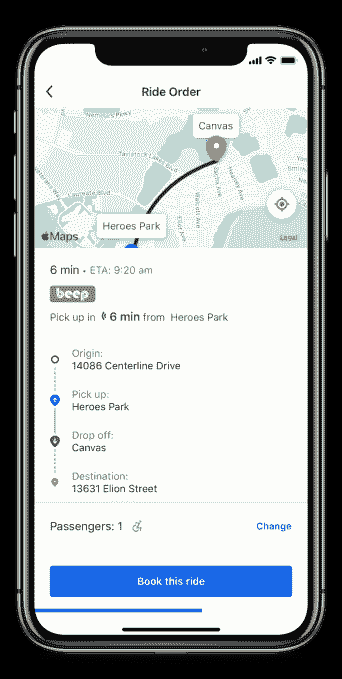 Ride Order
Canvas
Heroes Park
Maps
Legal
6 min • ETA: 9:20 am
beep
Pick up in 6 min from Heroes Park
Origin:
14086 Centerline Drive
Pick up:
Heroes Park
Drop off:
Canvas
Destination:
13631 Elion Street
Passengers: 1
Change
Book this ride